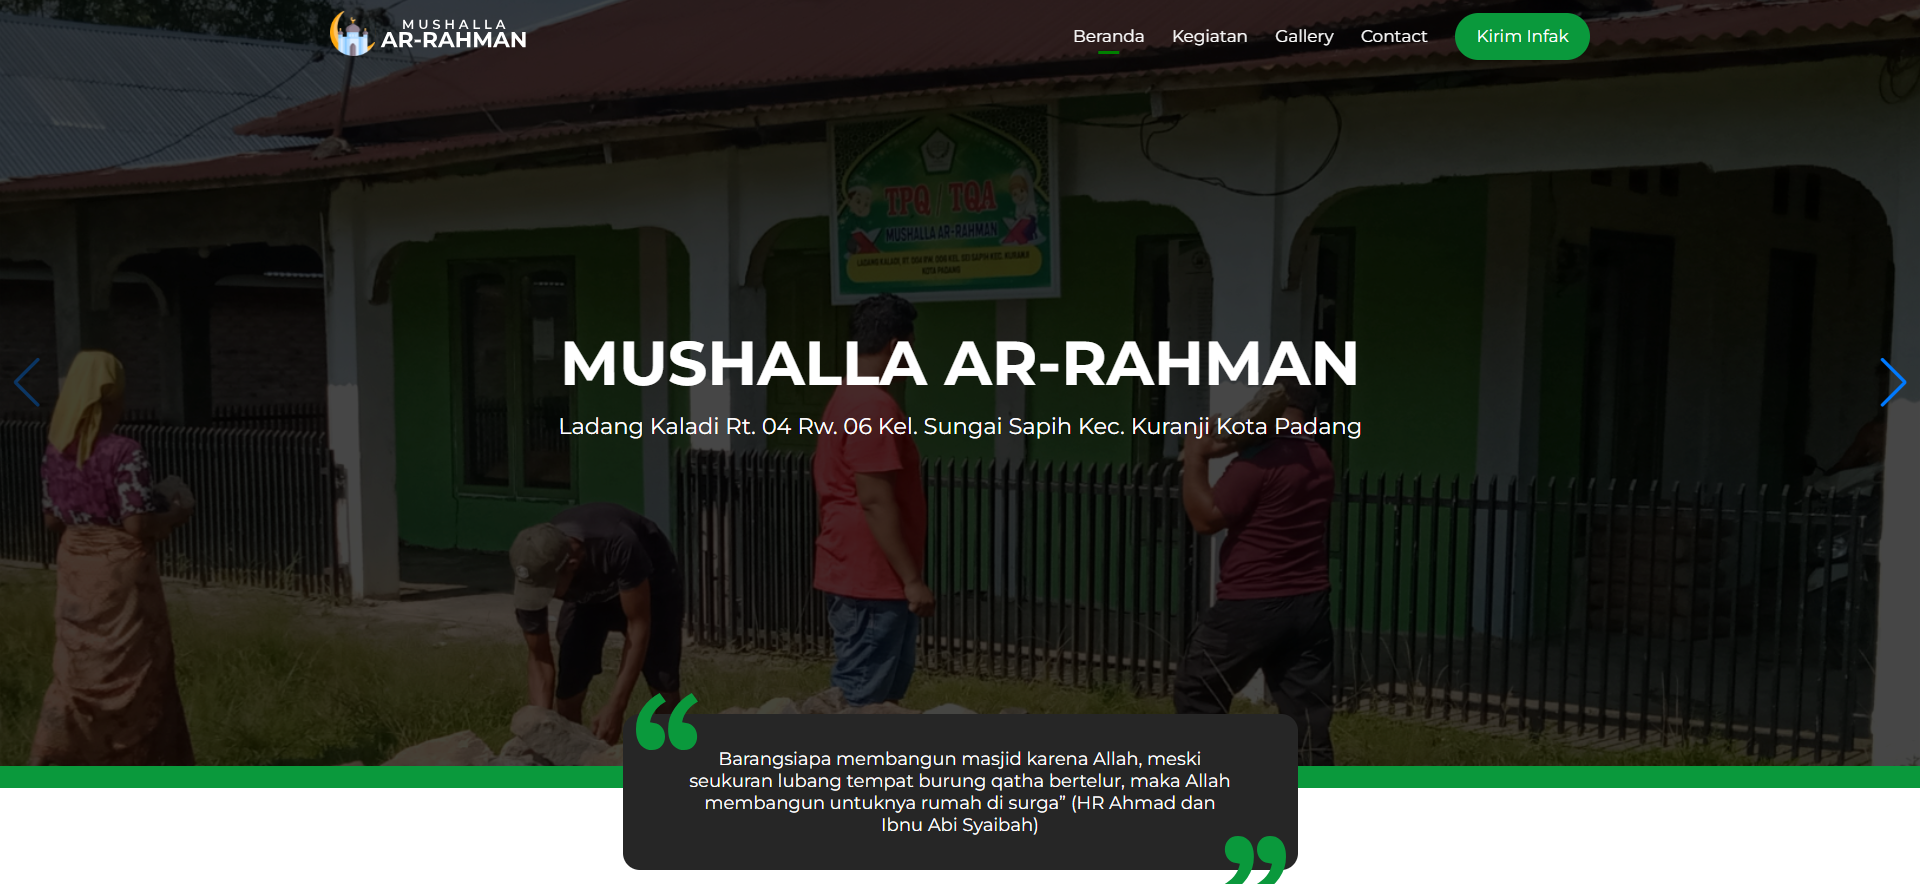 MUSHALLA
AR-RAHMAN
Beranda
Kegiatan
Gallery
Contact
Kirim Infak
TPQ / TQA
MUSHALLA AR-RAHMAN
KOTA PADANG
MUSHALLA AR-RAHMAN
Ladang Kaladi Rt. 04 Rw. 06 Kel. Sungai Sapih Kec. Kuranji Kota Padang
Barangsiapa membangun masjid karena Allah, meski
seukuran lubang tempat burung qatha bertelur, maka Allah
membangun untuknya rumah di surga” (HR Ahmad dan
Ibnu Abi Syaibah)